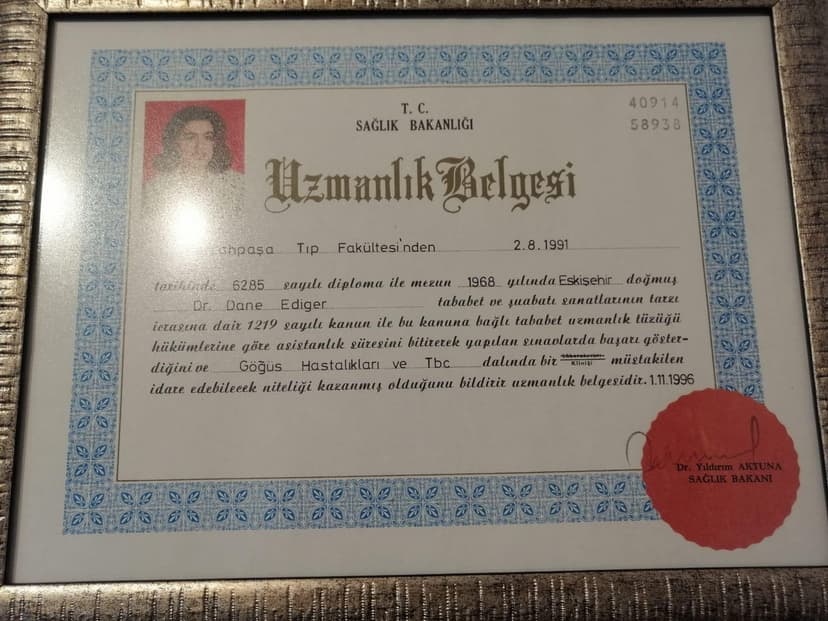 T. C.
SAĞLIK BAKANLIĞI
40914
58938
Uzmanlık Belgesi
ahpaşa Tıp Fakültesi'nden 2.8.1991
tarihinde 6285 sayılı diploma ile mezun 1968 yılında Eskişehir doğmuş
Dr. Dane Ediger tababet ve şuabatı sanatlarının tarzı
icrasına dair 1219 sayılı kanun ile bu kanuna bağlı tababet uzmanlık tüzüğü
hükümlerine göre asistanlık süresini bitirerek yapılan sınavlarda başarı göster-
diğini ve Göğüs Hastalıkları ve Tbc dalında bir Kliniği müstakilen
idare edebilecek niteliği kazanmış olduğunu bildirir uzmanlık belgesidir. 1.11.1996
Dr. Yıldırım AKTUNA
SAĞLIK BAKANI